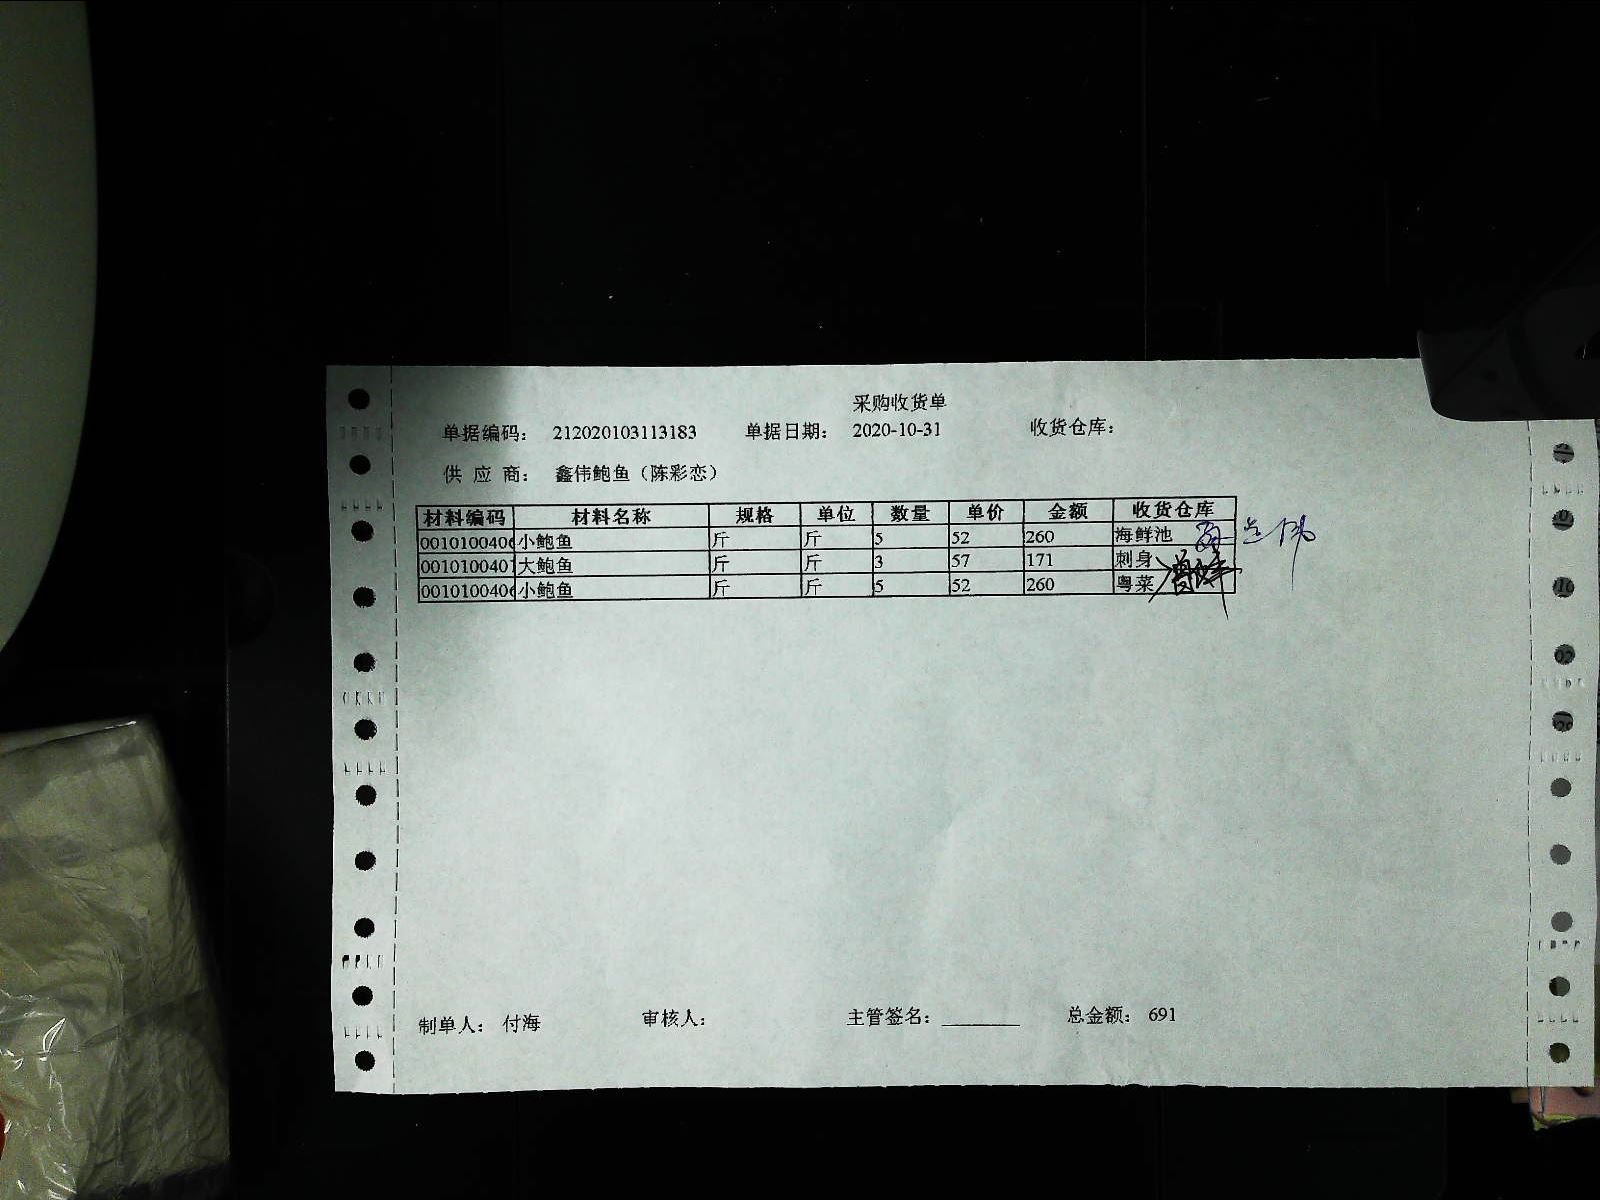 采购收货单
单据编码： 212020103113183 单据日期： 2020-10-31 收货仓库：
供 应 商： 鑫伟鲍鱼（陈彩恋）
材料编码 材料名称 规格 单位 数量 单价 金额 收货仓库
0010100406 小鲍鱼 斤 斤 5 52 260 海鲜池
0010100407 大鲍鱼 斤 斤 3 57 171 刺身
0010100406 小鲍鱼 斤 斤 5 52 260 粤菜
制单人： 付海 审核人： 主管签名： 总金额： 691